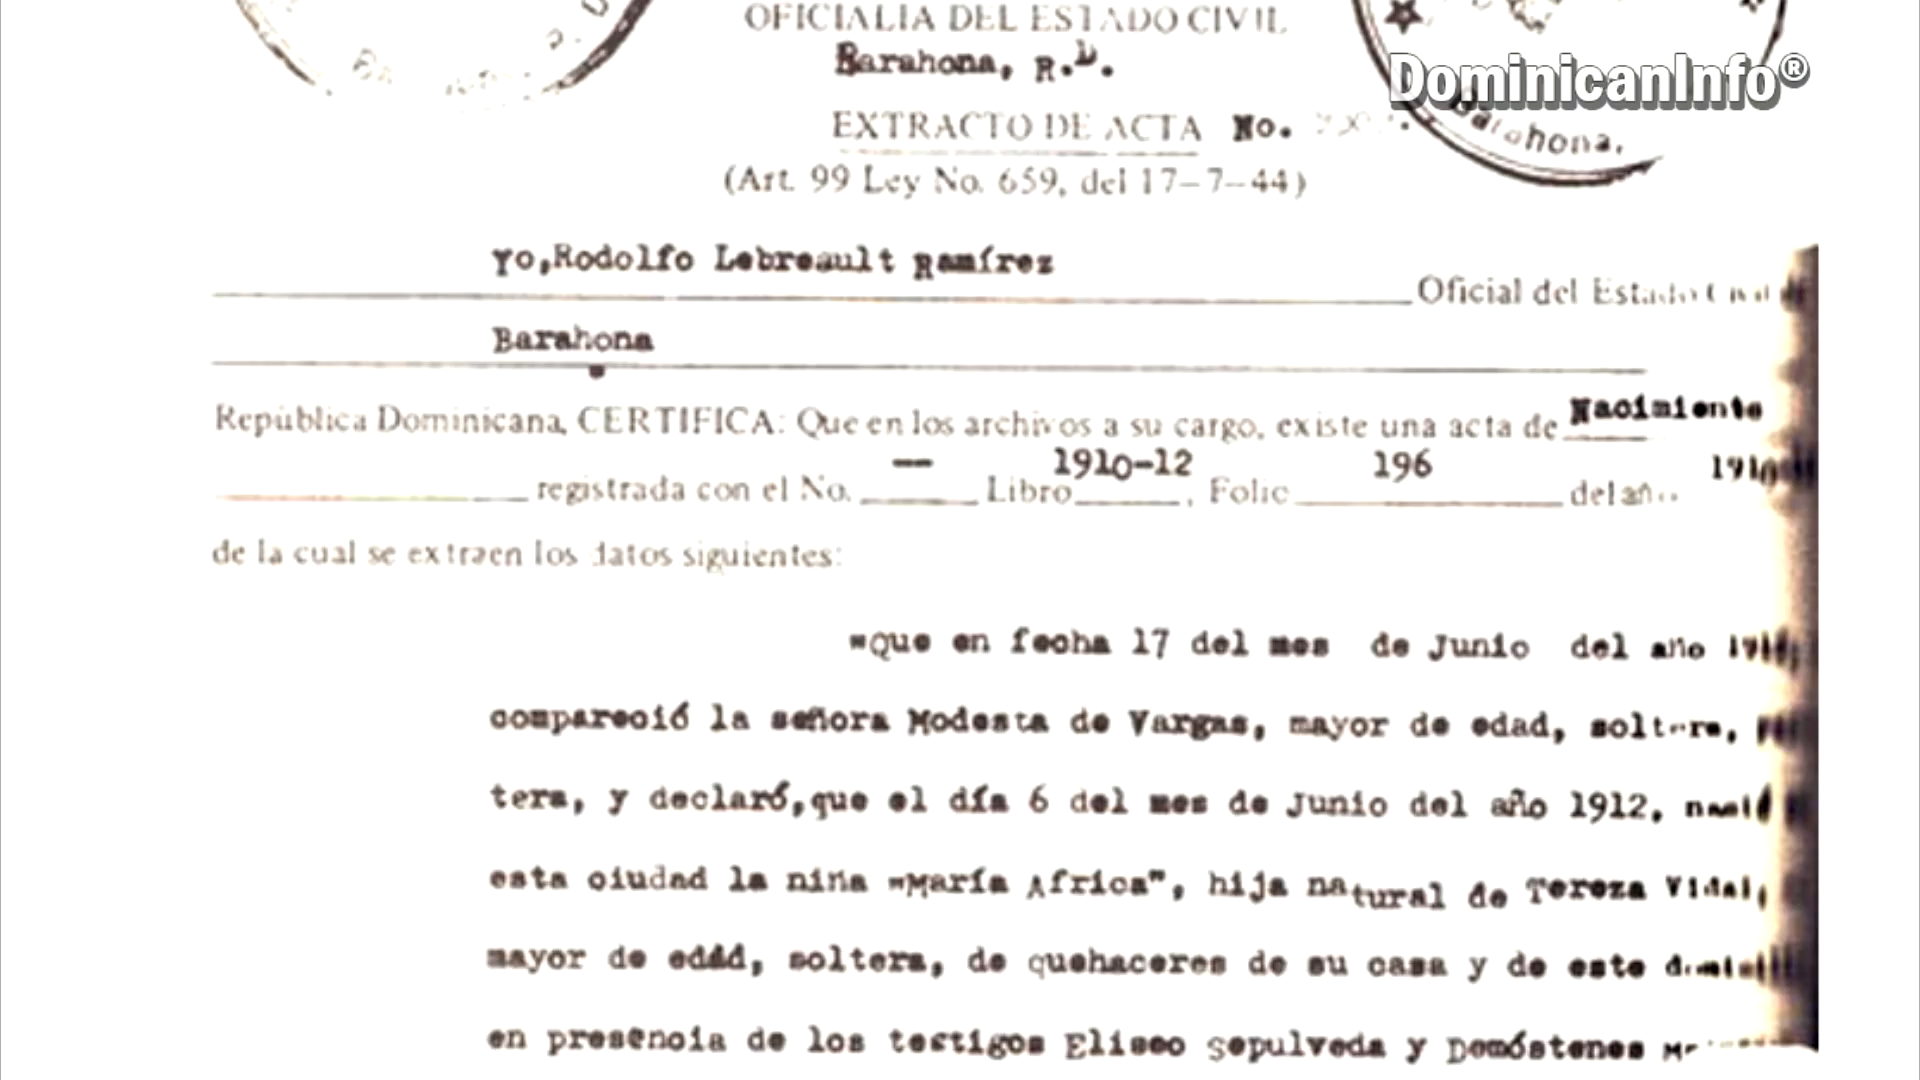 OFICIALIA DEL ESTADO CIVIL
Barahona, R.D.
DominicanInfo®
Barahona.
EXTRACTO DE ACTA No.
(Art. 99 Ley No. 659, del 17-7-44)
Yo,Rodolfo Lebreault Ramírez
Oficial del Estado Civil
Barahona
República Dominicana, CERTIFICA: Que en los archivos a su cargo, existe una acta de Nacimiento
registrada con el No. -- Libro 1910-12, Folio 196 del año
de la cual se extraen los datos siguientes:
"Que en fecha 17 del mes de Junio del año
compareció la señora Modesta de Vargas, mayor de edad, soltera,
tera, y declaró,que el día 6 del mes de Junio del año 1912,
esta ciudad la niña "María Africa", hija natural de Tereza Vidal,
mayor de edad, soltera, de quehaceres de su casa y de este
en presencia de los testigos Eliseo Sepulveda y Demóstenes